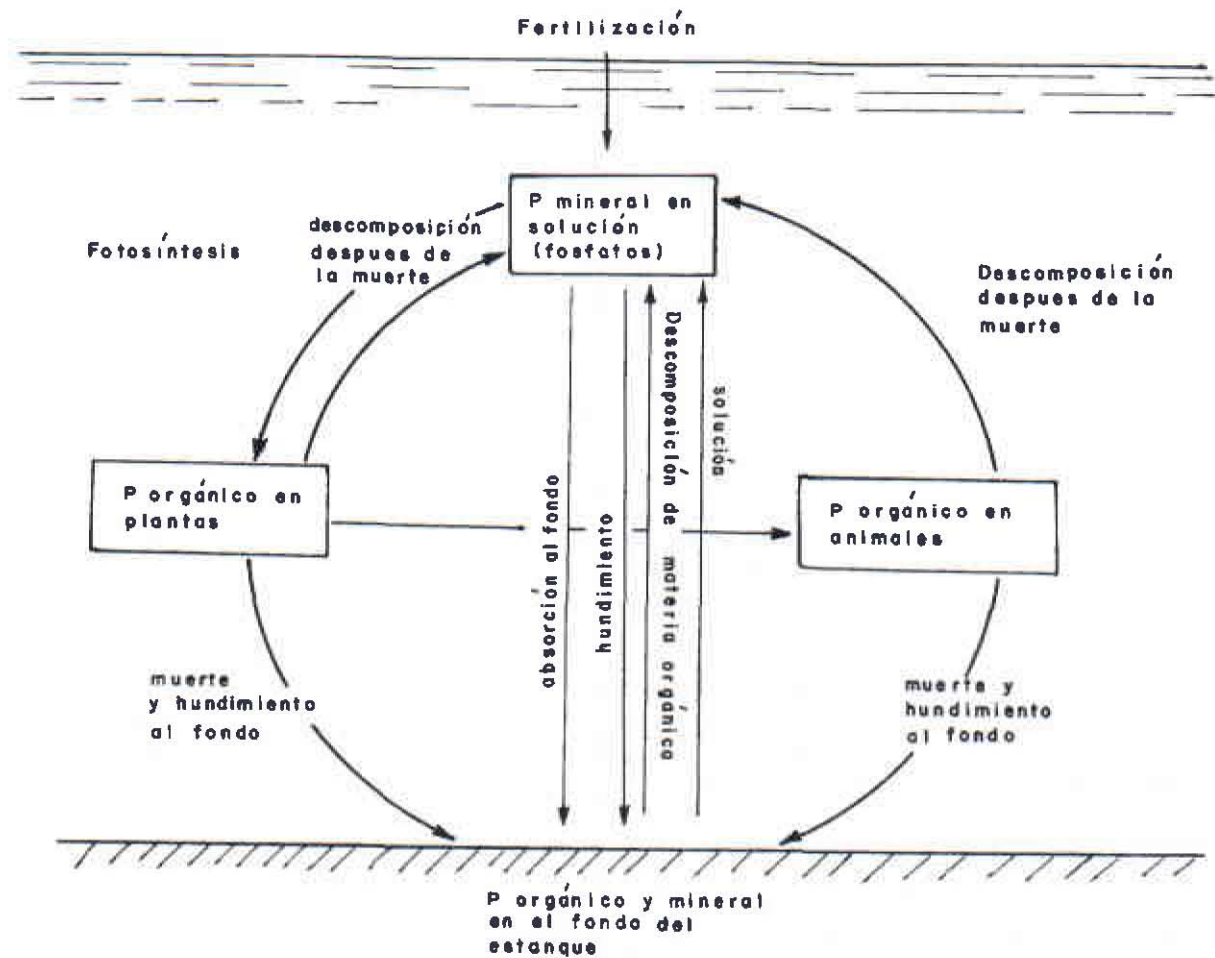 Fertilización
P mineral en
solución
(fosfatos)
Fotosíntesis
descomposición
despues de
la muerte
Descomposición
despues de la
muerte
P orgánico en
plantas
absorción al fondo
hundimiento
Descomposición de materia orgánica
solución
P orgánico en
animales
muerte
y hundimiento
al fondo
muerte y
hundimiento
al fondo
P orgánico y mineral
en el fondo del
estanque